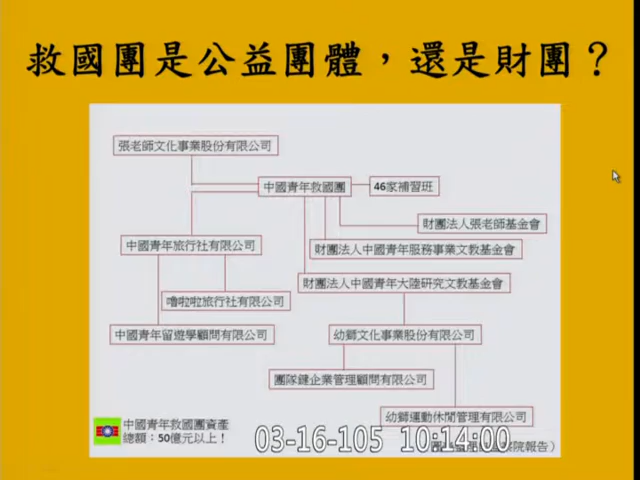 救國團是公益團體，還是財團？
張老師文化事業股份有限公司
中國青年救國團
46家補習班
財團法人張老師基金會
中國青年旅行社有限公司
財團法人中國青年服務事業文教基金會
財團法人中國青年大陸研究文教基金會
嚕啦啦旅行社有限公司
中國青年留遊學顧問有限公司
幼獅文化事業股份有限公司
團隊鏈企業管理顧問有限公司
幼獅運動休閒管理有限公司
中國青年救國團資產
總額：50億元以上！
03-16-105 10:14:00
察院報告）